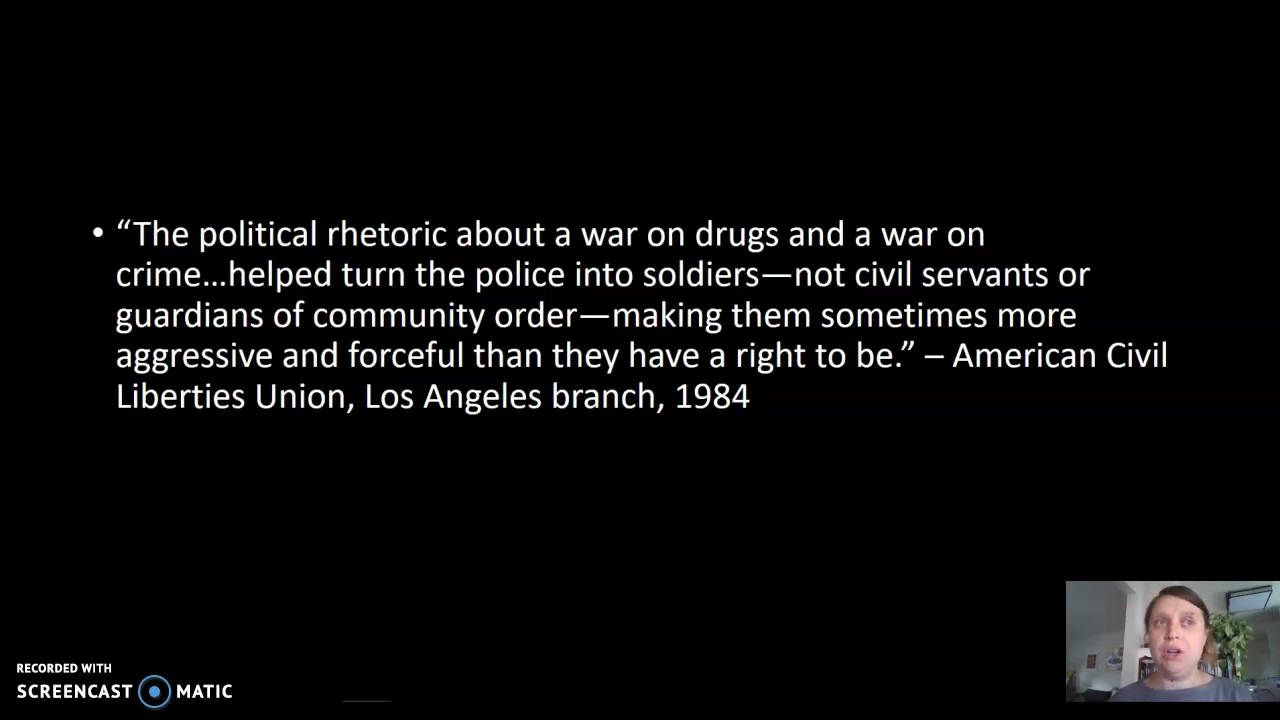 • “The political rhetoric about a war on drugs and a war on
crime…helped turn the police into soldiers—not civil servants or
guardians of community order—making them sometimes more
aggressive and forceful than they have a right to be.” – American Civil
Liberties Union, Los Angeles branch, 1984
RECORDED WITH
SCREENCAST MATIC